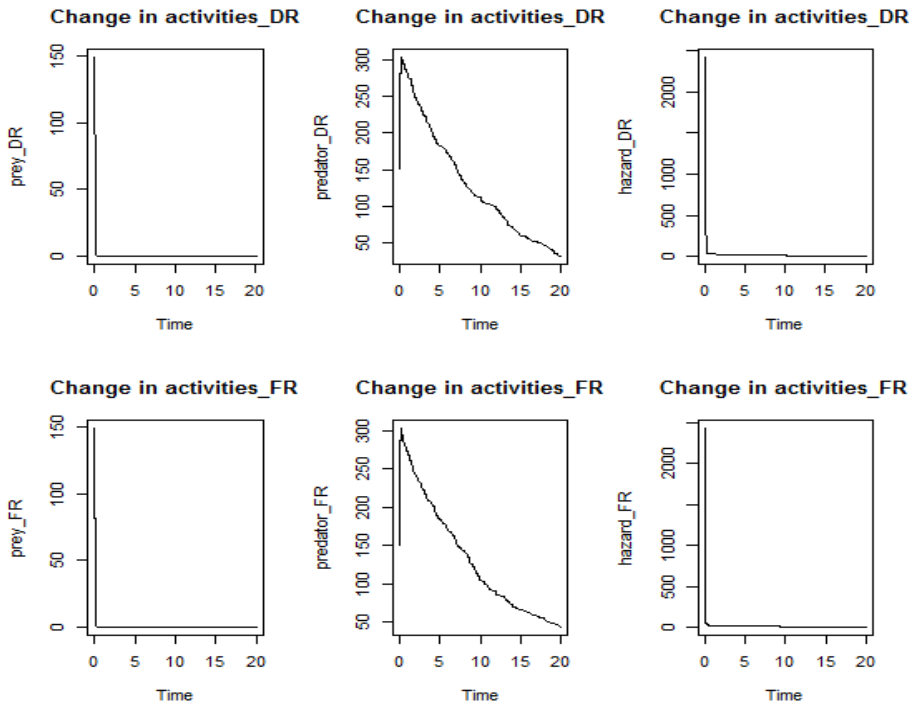 Change in activities_DR
prey_DR
0 50 100 150
0 5 10 15 20
Time
Change in activities_DR
predator_DR
50 100 150 200 250 300
0 5 10 15 20
Time
Change in activities_DR
hazard_DR
0 500 1000 2000
0 5 10 15 20
Time
Change in activities_FR
prey_FR
0 50 100 150
0 5 10 15 20
Time
Change in activities_FR
predator_FR
50 100 150 200 250 300
0 5 10 15 20
Time
Change in activities_FR
hazard_FR
0 500 1000 2000
0 5 10 15 20
Time